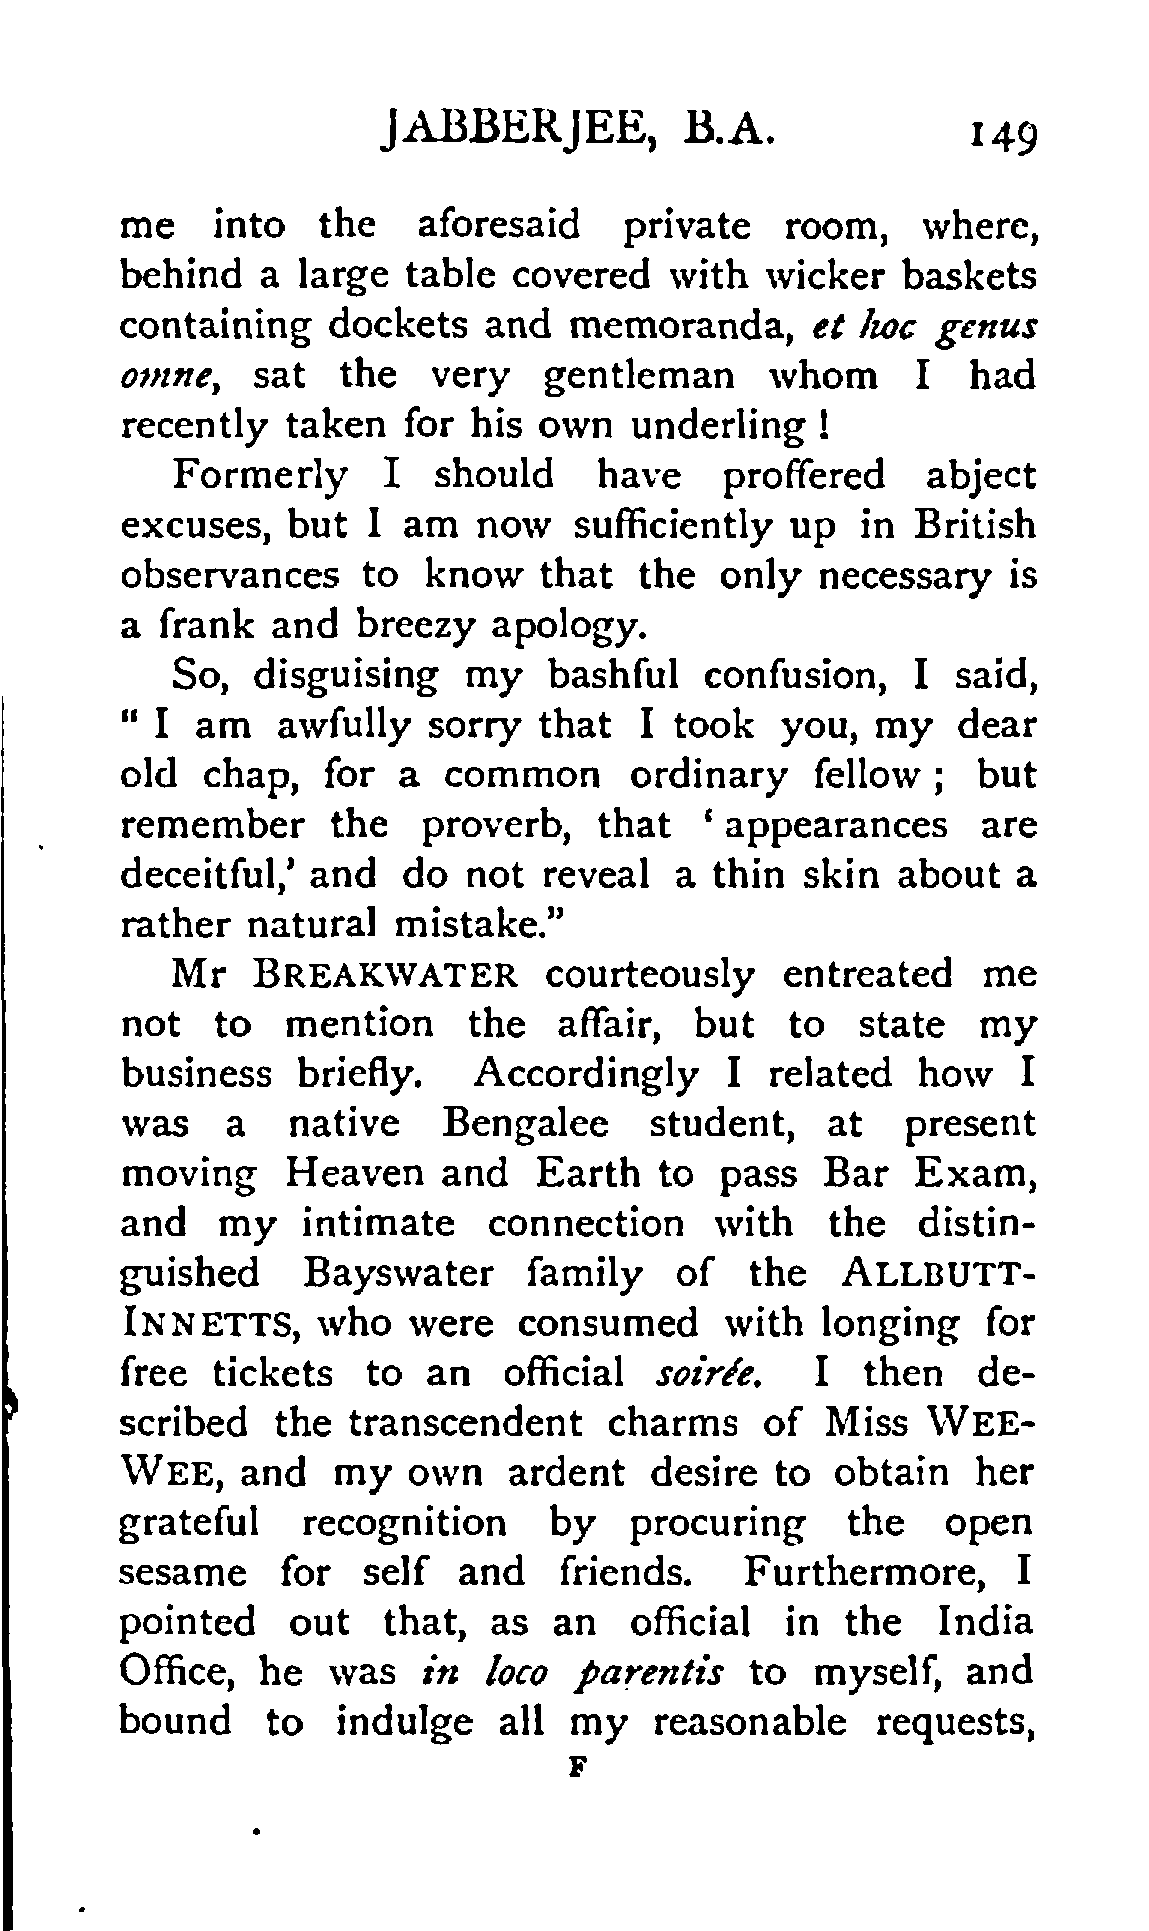 JABBERJEE, B.A. 149
me into the aforesaid private room, where,
behind a large table covered with wicker baskets
containing dockets and memoranda, et hoc genus
omne, sat the very gentleman whom I had
recently taken for his own underling !
Formerly I should have proffered abject
excuses, but I am now sufficiently up in British
observances to know that the only necessary is
a frank and breezy apology.
So, disguising my bashful confusion, I said,
" I am awfully sorry that I took you, my dear
old chap, for a common ordinary fellow ; but
remember the proverb, that ' appearances are
deceitful,' and do not reveal a thin skin about a
rather natural mistake."
Mr BREAKWATER courteously entreated me
not to mention the affair, but to state my
business briefly. Accordingly I related how I
was a native Bengalee student, at present
moving Heaven and Earth to pass Bar Exam,
and my intimate connection with the distin-
guished Bayswater family of the ALLBUTT-
INNETTS, who were consumed with longing for
free tickets to an official soirée. I then de-
scribed the transcendent charms of Miss WEE-
WEE, and my own ardent desire to obtain her
grateful recognition by procuring the open
sesame for self and friends. Furthermore, I
pointed out that, as an official in the India
Office, he was in loco parentis to myself, and
bound to indulge all my reasonable requests,
F